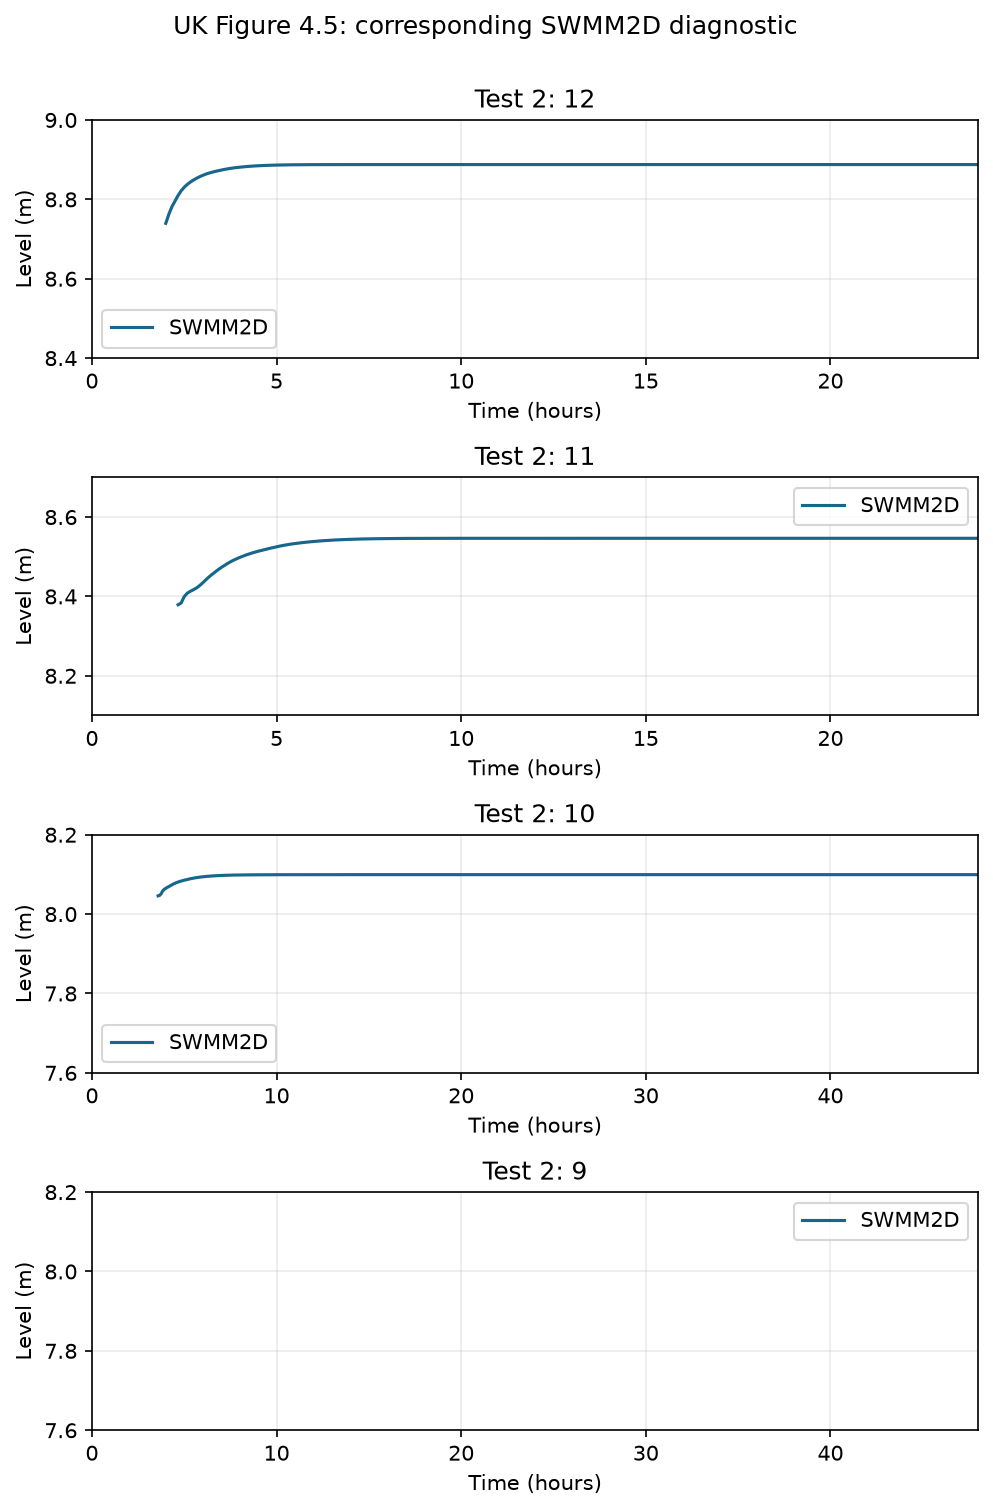 UK Figure 4.5: corresponding SWMM2D diagnostic
Test 2: 12
9.0
8.8
8.6
8.4
Level (m)
SWMM2D
0 5 10 15 20
Time (hours)
Test 2: 11
8.6
8.4
8.2
Level (m)
SWMM2D
0 5 10 15 20
Time (hours)
Test 2: 10
8.2
8.0
7.8
7.6
Level (m)
SWMM2D
0 10 20 30 40
Time (hours)
Test 2: 9
8.2
8.0
7.8
7.6
Level (m)
SWMM2D
0 10 20 30 40
Time (hours)